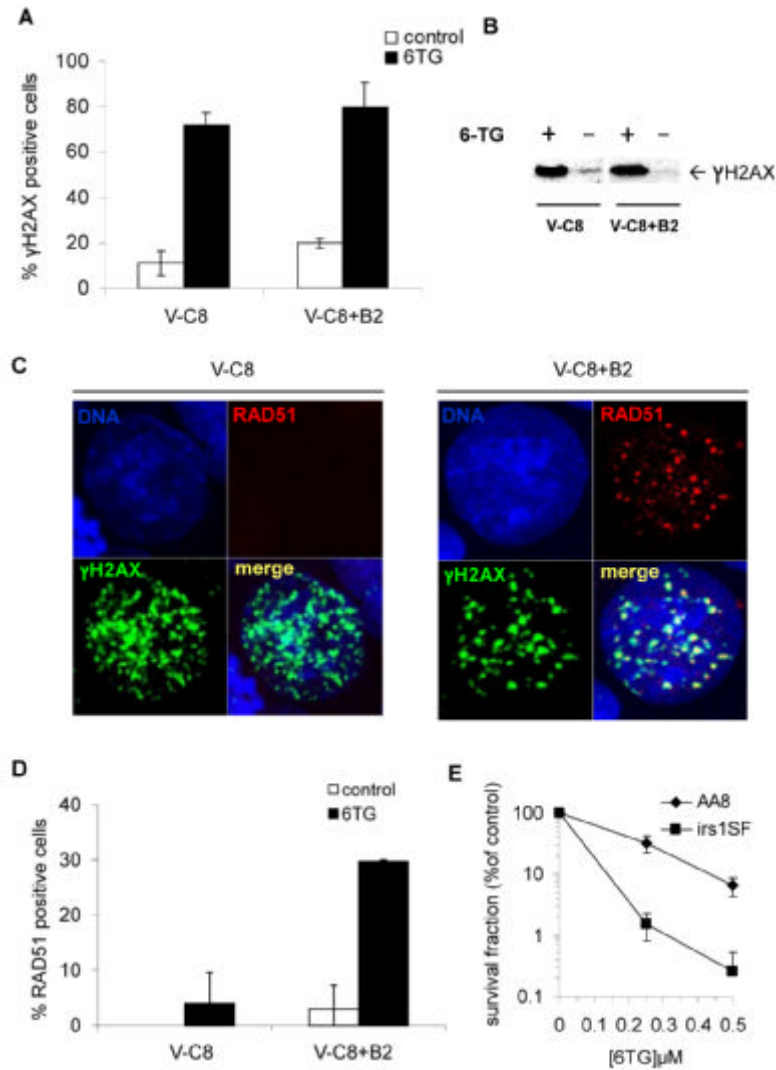 A
control
6TG
% γH2AX positive cells
100
80
60
40
20
0
V-C8
V-C8+B2
B
6-TG + − + −
← γH2AX
V-C8 V-C8+B2
C
V-C8
DNA
RAD51
γH2AX
merge
V-C8+B2
DNA
RAD51
γH2AX
merge
D
control
6TG
% RAD51 positive cells
40
30
20
10
0
V-C8
V-C8+B2
E
AA8
irs1SF
survival fraction (%of control)
100
10
1
0.1
0 0.1 0.2 0.3 0.4 0.5
[6TG]μM